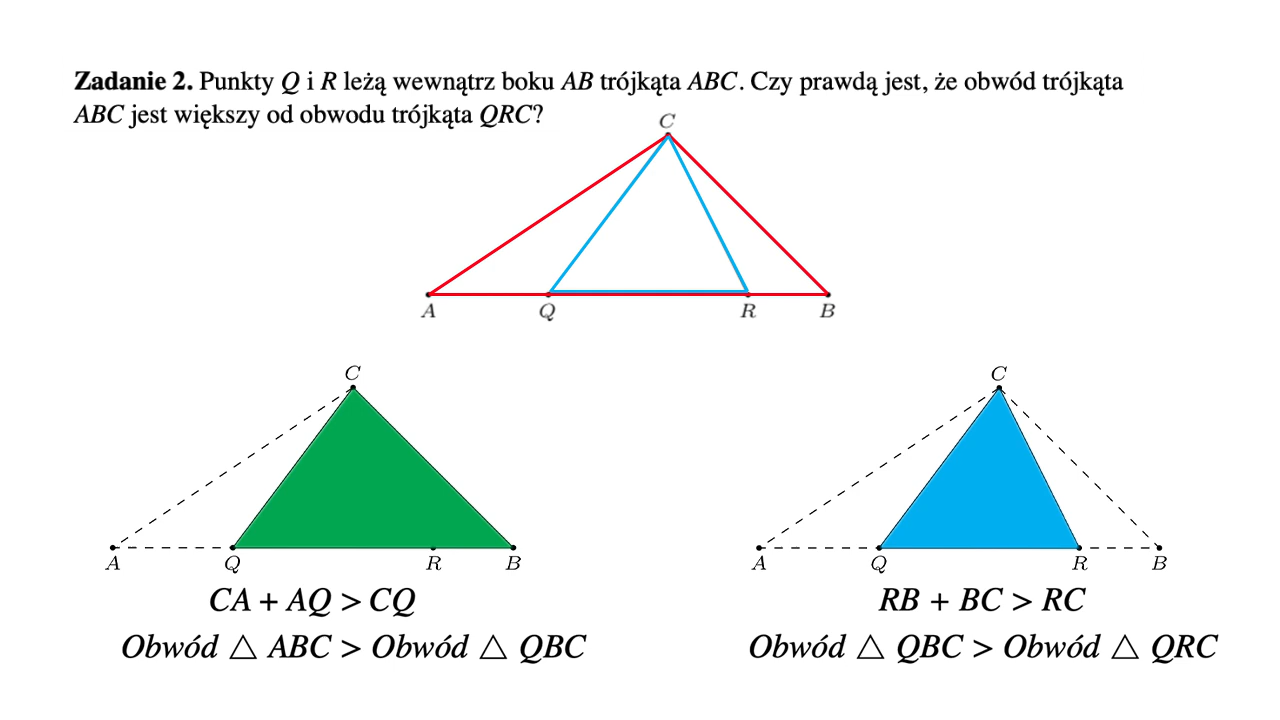 Zadanie 2. Punkty Q i R leżą wewnątrz boku AB trójkąta ABC. Czy prawdą jest, że obwód trójkąta
ABC jest większy od obwodu trójkąta QRC?
C
A Q R B
C
A Q R B
CA + AQ > CQ
Obwód △ ABC > Obwód △ QBC
C
A Q R B
RB + BC > RC
Obwód △ QBC > Obwód △ QRC